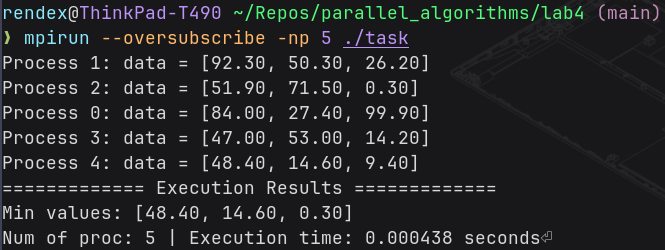 rendex@ThinkPad-T490 ~/Repos/parallel_algorithms/lab4 (main)
❯ mpirun --oversubscribe -np 5 ./task
Process 1: data = [92.30, 50.30, 26.20]
Process 2: data = [51.90, 71.50, 0.30]
Process 0: data = [84.00, 27.40, 99.90]
Process 3: data = [47.00, 53.00, 14.20]
Process 4: data = [48.40, 14.60, 9.40]
============= Execution Results =============
Min values: [48.40, 14.60, 0.30]
Num of proc: 5 | Execution time: 0.000438 seconds⏎